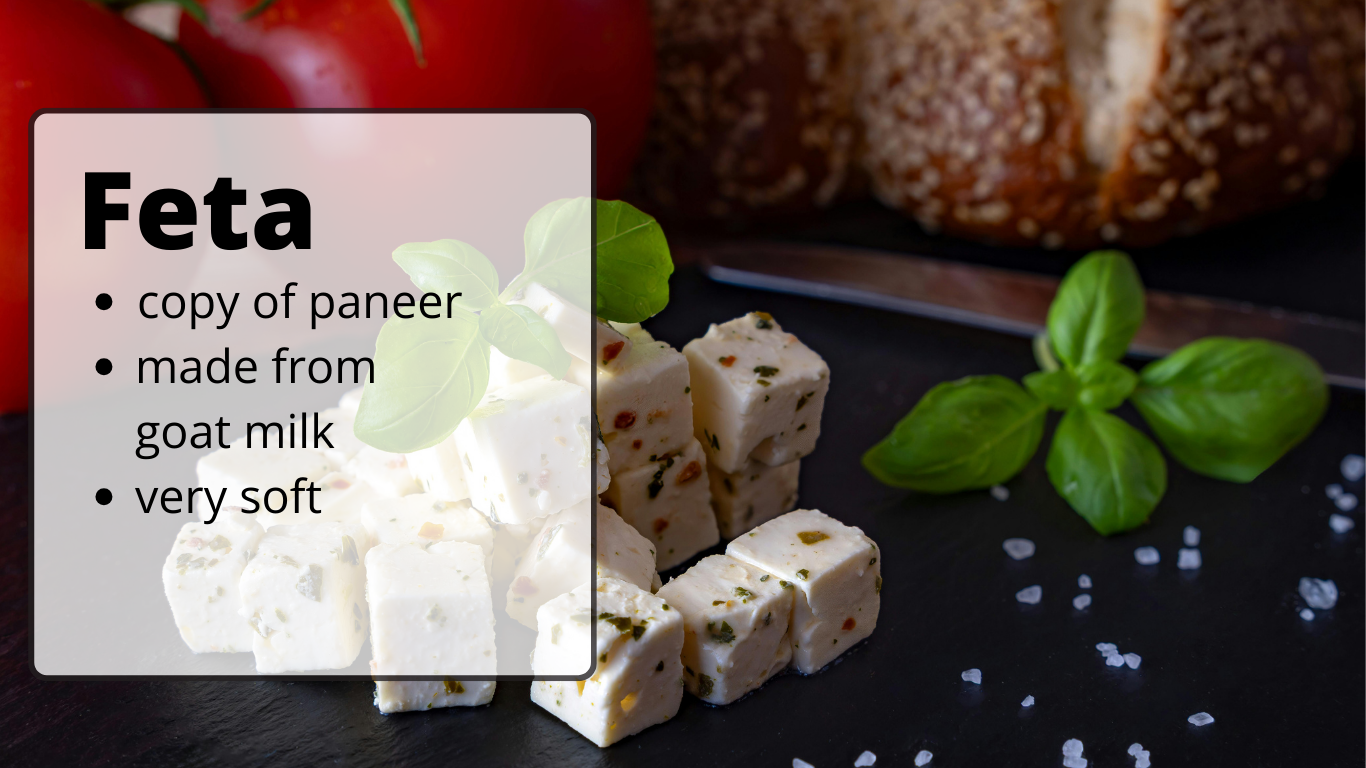 Feta
• copy of paneer
• made from
goat milk
• very soft